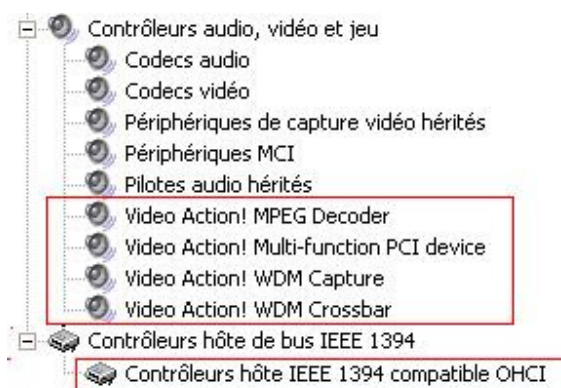 Contrôleurs audio, vidéo et jeu
Codecs audio
Codecs vidéo
Périphériques de capture vidéo hérités
Périphériques MCI
Pilotes audio hérités
Video Action! MPEG Decoder
Video Action! Multi-function PCI device
Video Action! WDM Capture
Video Action! WDM Crossbar
Contrôleurs hôte de bus IEEE 1394
Contrôleurs hôte IEEE 1394 compatible OHCI